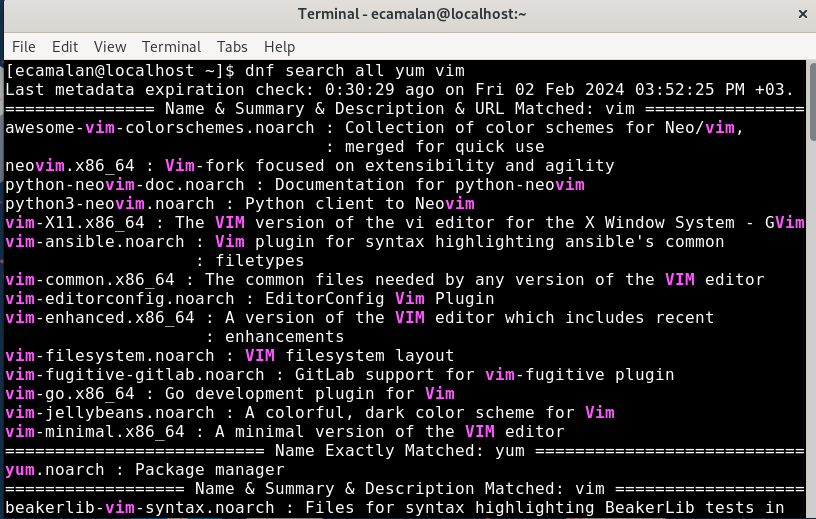 Terminal - ecamalan@localhost:~
File Edit View Terminal Tabs Help
[ecamalan@localhost ~]$ dnf search all yum vim
Last metadata expiration check: 0:30:29 ago on Fri 02 Feb 2024 03:52:25 PM +03.
=============== Name & Summary & Description & URL Matched: vim ================
awesome-vim-colorschemes.noarch : Collection of color schemes for Neo/vim,
: merged for quick use
neovim.x86_64 : Vim-fork focused on extensibility and agility
python-neovim-doc.noarch : Documentation for python-neovim
python3-neovim.noarch : Python client to Neovim
vim-X11.x86_64 : The VIM version of the vi editor for the X Window System - GVim
vim-ansible.noarch : Vim plugin for syntax highlighting ansible's common
: filetypes
vim-common.x86_64 : The common files needed by any version of the VIM editor
vim-editorconfig.noarch : EditorConfig Vim Plugin
vim-enhanced.x86_64 : A version of the VIM editor which includes recent
: enhancements
vim-filesystem.noarch : VIM filesystem layout
vim-fugitive-gitlab.noarch : GitLab support for vim-fugitive plugin
vim-go.x86_64 : Go development plugin for Vim
vim-jellybeans.noarch : A colorful, dark color scheme for Vim
vim-minimal.x86_64 : A minimal version of the VIM editor
========================== Name Exactly Matched: yum ===========================
yum.noarch : Package manager
================== Name & Summary & Description Matched: vim ===================
beakerlib-vim-syntax.noarch : Files for syntax highlighting BeakerLib tests in